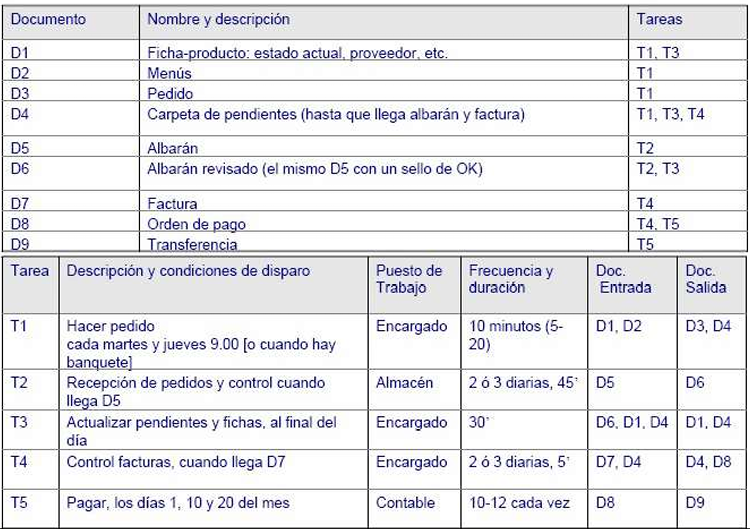 Documento Nombre y descripción Tareas
D1 Ficha-producto: estado actual, proveedor, etc. T1, T3
D2 Menús T1
D3 Pedido T1
D4 Carpeta de pendientes (hasta que llega albarán y factura) T1, T3, T4
D5 Albarán T2
D6 Albarán revisado (el mismo D5 con un sello de OK) T2, T3
D7 Factura T4
D8 Orden de pago T4, T5
D9 Transferencia T5
Tarea Descripción y condiciones de disparo Puesto de Frecuencia y Doc. Doc.
Trabajo duración Entrada Salida
T1 Hacer pedido Encargado 10 minutos (5- D1, D2 D3, D4
cada martes y jueves 9.00 [o cuando hay 20)
banquete]
T2 Recepción de pedidos y control cuando Almacén 2 ó 3 diarias, 45' D5 D6
llega D5
T3 Actualizar pendientes y fichas, al final del Encargado 30' D6, D1, D4 D1, D4
día
T4 Control facturas, cuando llega D7 Encargado 2 ó 3 diarias, 5' D7, D4 D4, D8
T5 Pagar, los días 1, 10 y 20 del mes Contable 10-12 cada vez D8 D9